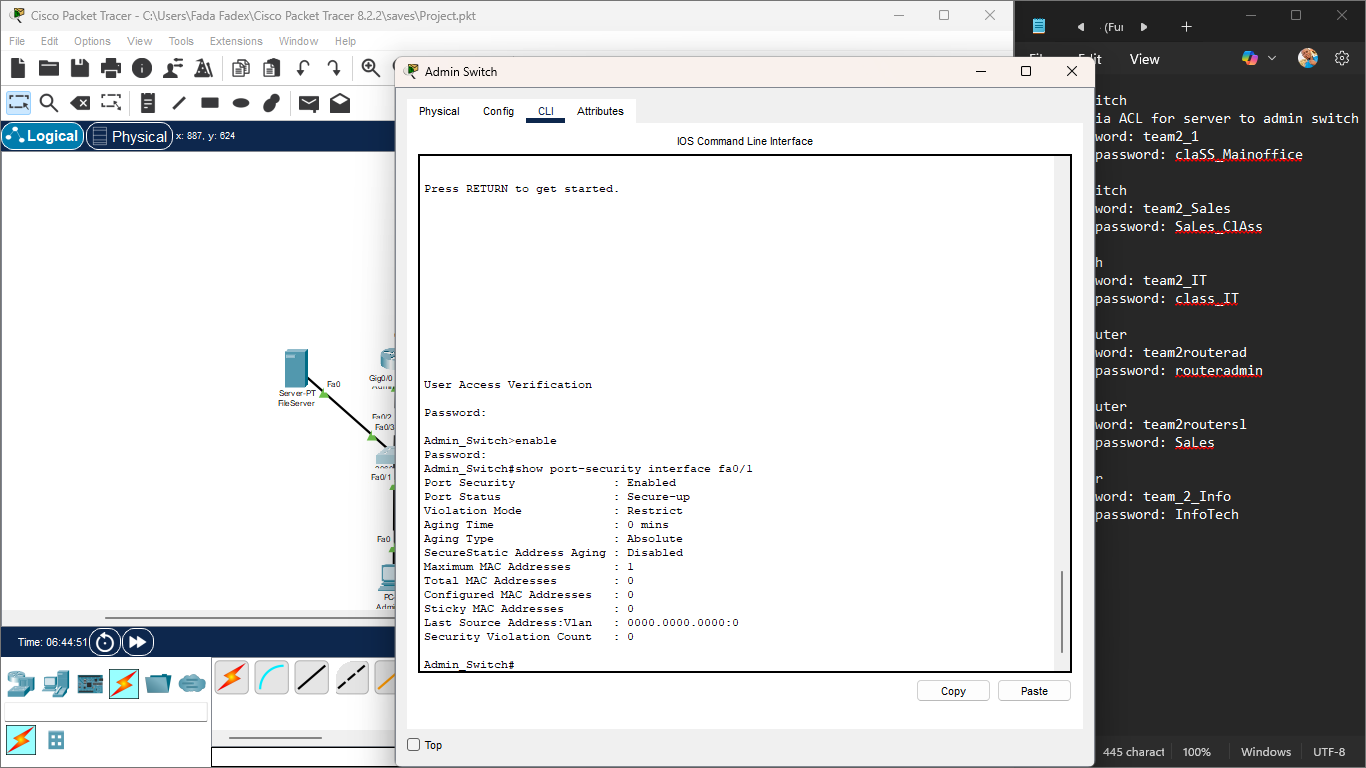 Cisco Packet Tracer - C:\Users\Fada Fadex\Cisco Packet Tracer 8.2.2\saves\Project.pkt
File Edit Options View Tools Extensions Window Help
Logical Physical x: 887, y: 624
Server-PT
FileServer
Fa0
Gig0/0
Fa0/2
Fa0/3
Fa0/1
Fa0
PC-
Time: 06:44:51
Admin Switch
Physical Config CLI Attributes
IOS Command Line Interface
Press RETURN to get started.
User Access Verification
Password:
Admin_Switch>enable
Password:
Admin_Switch#show port-security interface fa0/1
Port Security : Enabled
Port Status : Secure-up
Violation Mode : Restrict
Aging Time : 0 mins
Aging Type : Absolute
SecureStatic Address Aging : Disabled
Maximum MAC Addresses : 1
Total MAC Addresses : 0
Configured MAC Addresses : 0
Sticky MAC Addresses : 0
Last Source Address:Vlan : 0000.0000.0000:0
Security Violation Count : 0
Admin_Switch#
Copy Paste
Top
(Fur
View
itch
ia ACL for server to admin switch
word: team2_1
password: claSS_Mainoffice
itch
word: team2_Sales
password: SaLes_ClAss
h
word: team2_IT
password: class_IT
uter
word: team2routerad
password: routeradmin
uter
word: team2routersl
password: SaLes
r
word: team_2_Info
password: InfoTech
445 charact 100% Windows UTF-8